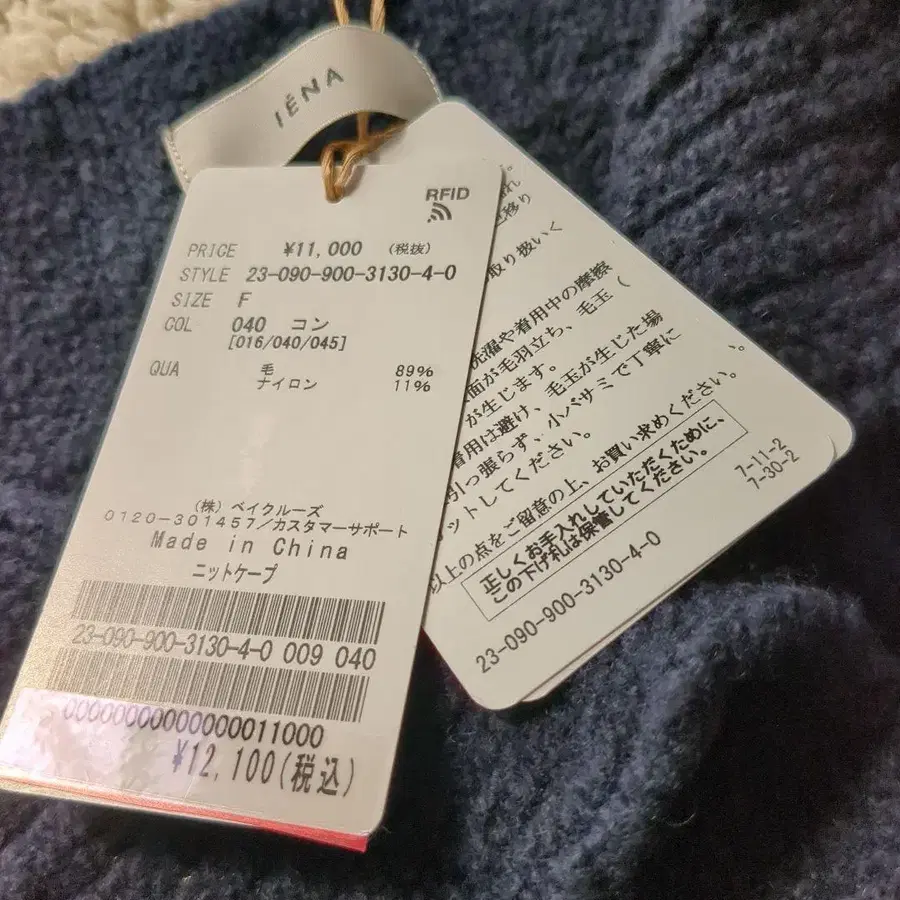 IÉNA
RFID
PRICE ¥11,000 (税抜)
STYLE 23-090-900-3130-4-0
SIZE F
COL 040 コン
[016/040/045]
QUA 毛 89%
ナイロン 11%
(株)ベイクルーズ
0120-301457/カスタマーサポート
Made in China
ニットケープ
23-090-900-3130-4-0 009 040
0000000000000011000
¥12,100(税込)
取り扱いく
洗濯や着用中の摩擦
面が毛羽立ち、毛玉(
が生じます。
着用は避け、毛玉が生じた場
引っ張らず、小バサミで丁寧に
ットしてください。
以上の点をご留意の上、お買い求めください。
正しくお手入れしていただくために、
この下げ札は保管してください。
7-11-2
7-30-2
23-090-900-3130-4-0